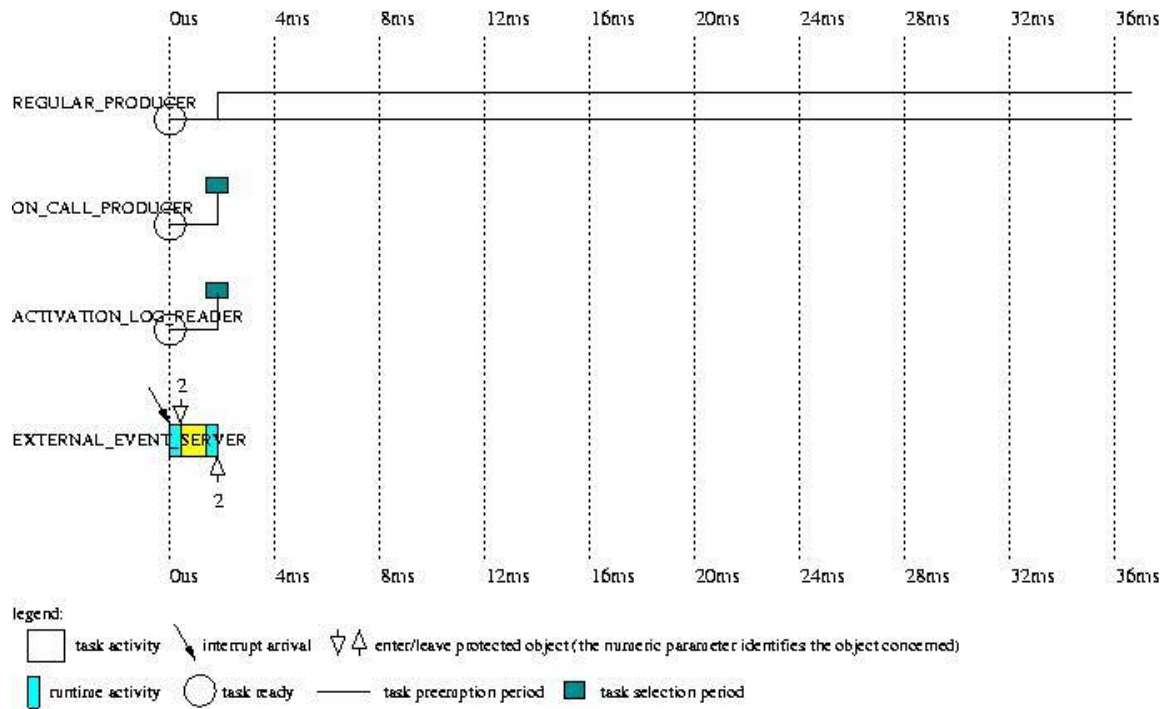 0us 4ms 8ms 12ms 16ms 20ms 24ms 28ms 32ms 36ms
REGULAR_PRODUCER
ON_CALL_PRODUCER
ACTIVATION_LOG_READER
2
EXTERNAL_EVENT_SERVER
2
0us 4ms 8ms 12ms 16ms 20ms 24ms 28ms 32ms 36ms
legend:
task activity interrupt arrival enter/leave protected object (the numeric parameter identifies the object concerned)
runtime activity task ready task preemption period task selection period